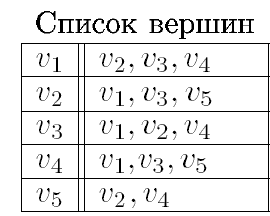 Список вершин
v₁ v₂, v₃, v₄
v₂ v₁, v₃, v₅
v₃ v₁, v₂, v₄
v₄ v₁, v₃, v₅
v₅ v₂, v₄